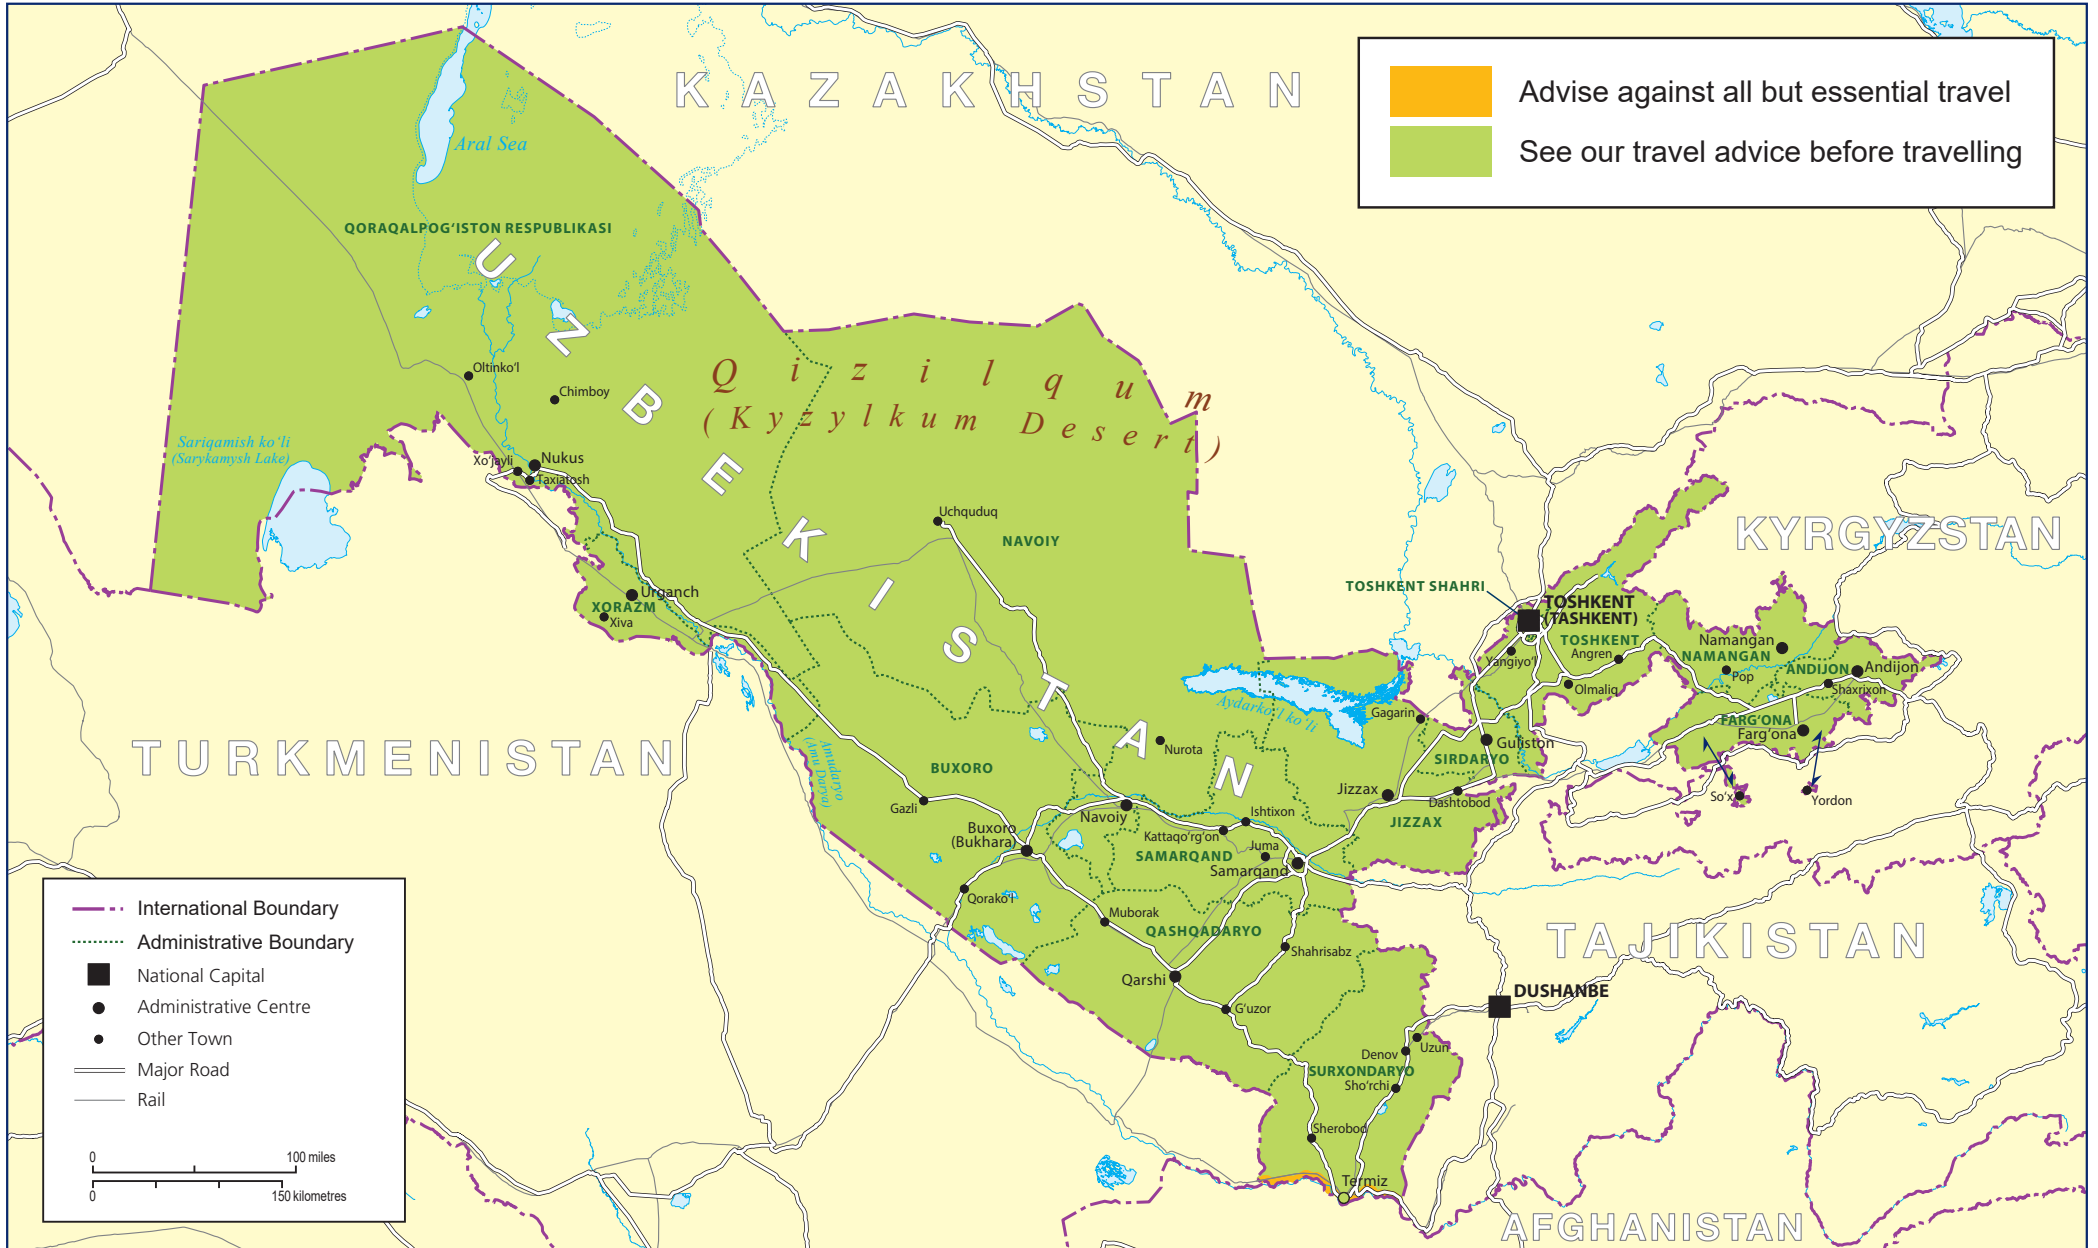 KAZAKHSTAN
Advise against all but essential travel
See our travel advice before travelling
Aral Sea
QORAQALPOG‘ISTON RESPUBLIKASI
UZBEKISTAN
Qizilqum
(Kyzylkum Desert)
Oltinko‘l
Chimboy
Sariqamish ko‘li
(Sarykamysh Lake)
Xo‘jayli
Nukus
Taxiatosh
Uchquduq
NAVOIY
KYRGYZSTAN
TOSHKENT SHAHRI
TOSHKENT
(TASHKENT)
Urganch
XORAZM
Xiva
TOSHKENT
Angren
Yangiyo‘l
Olmaliq
Namangan
NAMANGAN
Pop
ANDIJON
Andijon
Shaxrixon
FARG‘ONA
Farg‘ona
Aydarko‘l ko‘li
Gagarin
Guliston
SIRDARYO
TURKMENISTAN
Amudaryo
(Amu Darya)
BUXORO
Gazli
Nurota
Jizzax
Dashtobod
JIZZAX
So‘x
Yordon
Navoiy
Buxoro
(Bukhara)
Ishtixon
Kattaqo‘rg‘on
SAMARQAND
Juma
Samarqand
Qorako‘l
Muborak
QASHQADARYO
Shahrisabz
Qarshi
G‘uzor
TAJIKISTAN
DUSHANBE
Uzun
Denov
SURXONDARYO
Sho‘rchi
Sherobod
Termiz
AFGHANISTAN
International Boundary
Administrative Boundary
National Capital
Administrative Centre
Other Town
Major Road
Rail
0 100 miles
0 150 kilometres